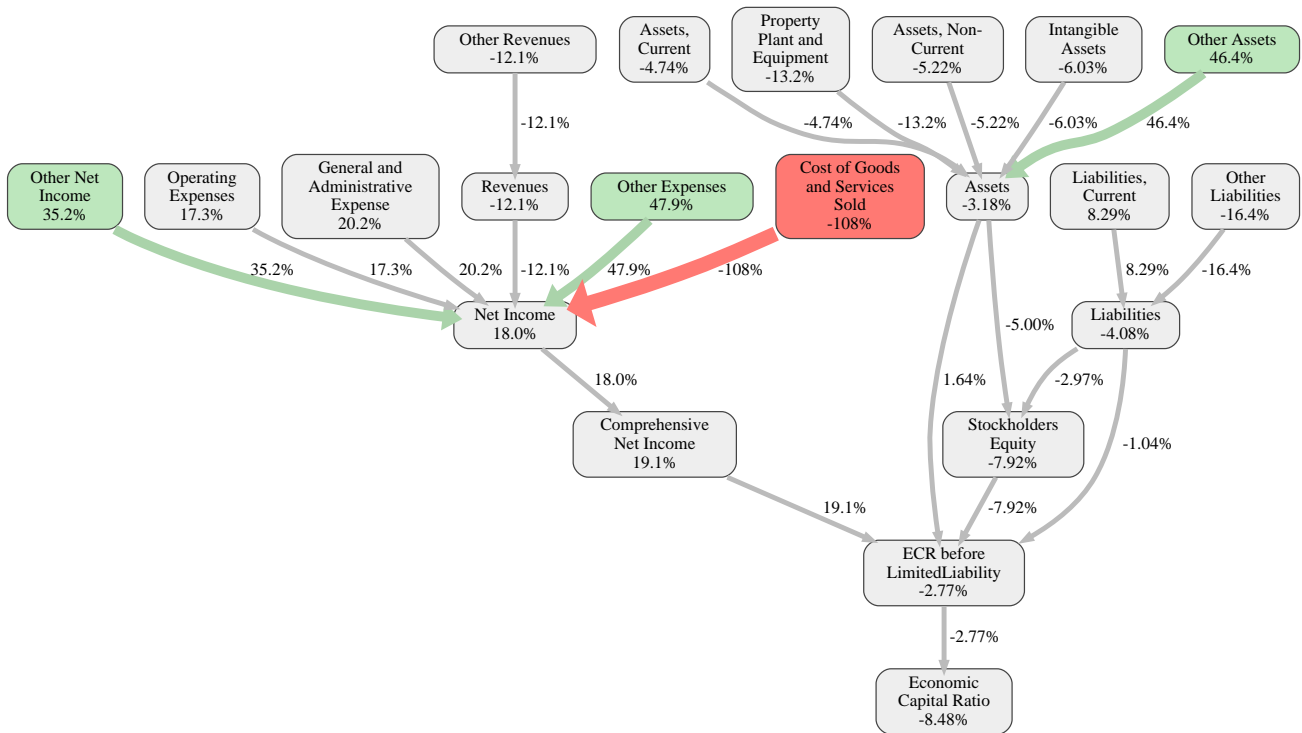 Other Revenues
-12.1%
Assets,
Current
-4.74%
Property
Plant and
Equipment
-13.2%
Assets, Non-
Current
-5.22%
Intangible
Assets
-6.03%
Other Assets
46.4%
-12.1%
-4.74%
-13.2%
-5.22%
-6.03%
46.4%
Other Net
Income
35.2%
Operating
Expenses
17.3%
General and
Administrative
Expense
20.2%
Revenues
-12.1%
Other Expenses
47.9%
Cost of Goods
and Services
Sold
-108%
Assets
-3.18%
Liabilities,
Current
8.29%
Other
Liabilities
-16.4%
35.2%
17.3%
20.2%
-12.1%
47.9%
-108%
8.29%
-16.4%
Net Income
18.0%
-5.00%
Liabilities
-4.08%
18.0%
1.64%
-2.97%
Comprehensive
Net Income
19.1%
Stockholders
Equity
-7.92%
-1.04%
19.1%
-7.92%
ECR before
LimitedLiability
-2.77%
-2.77%
Economic
Capital Ratio
-8.48%